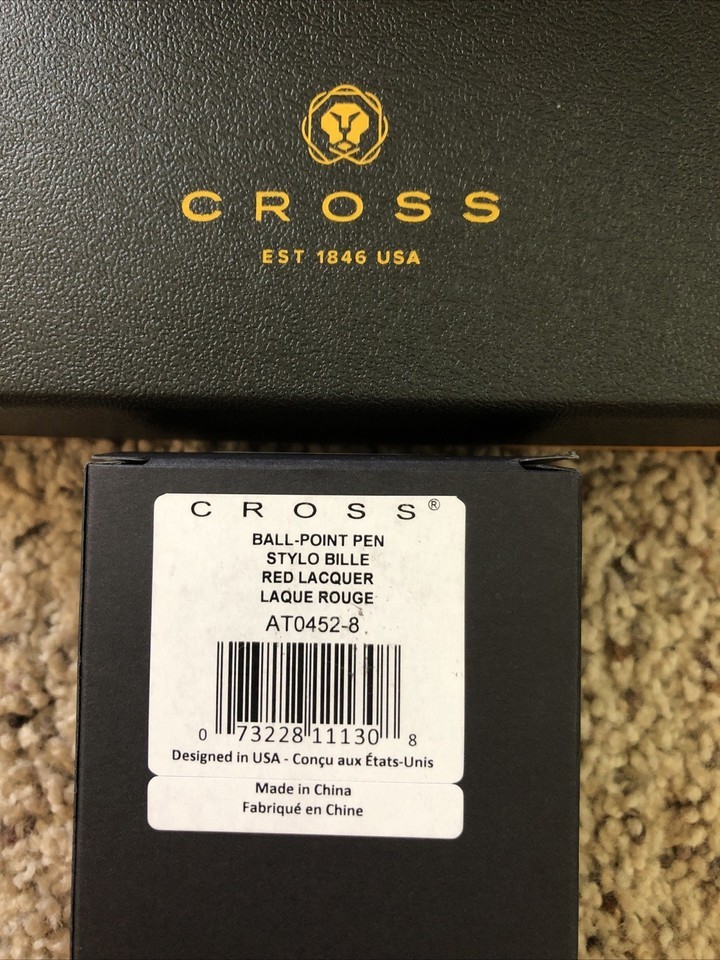 CROSS
EST 1846 USA
CROSS®
BALL-POINT PEN
STYLO BILLE
RED LACQUER
LAQUE ROUGE
AT0452-8
0 73228 11130 8
Designed in USA - Conçu aux États-Unis
Made in China
Fabriqué en Chine